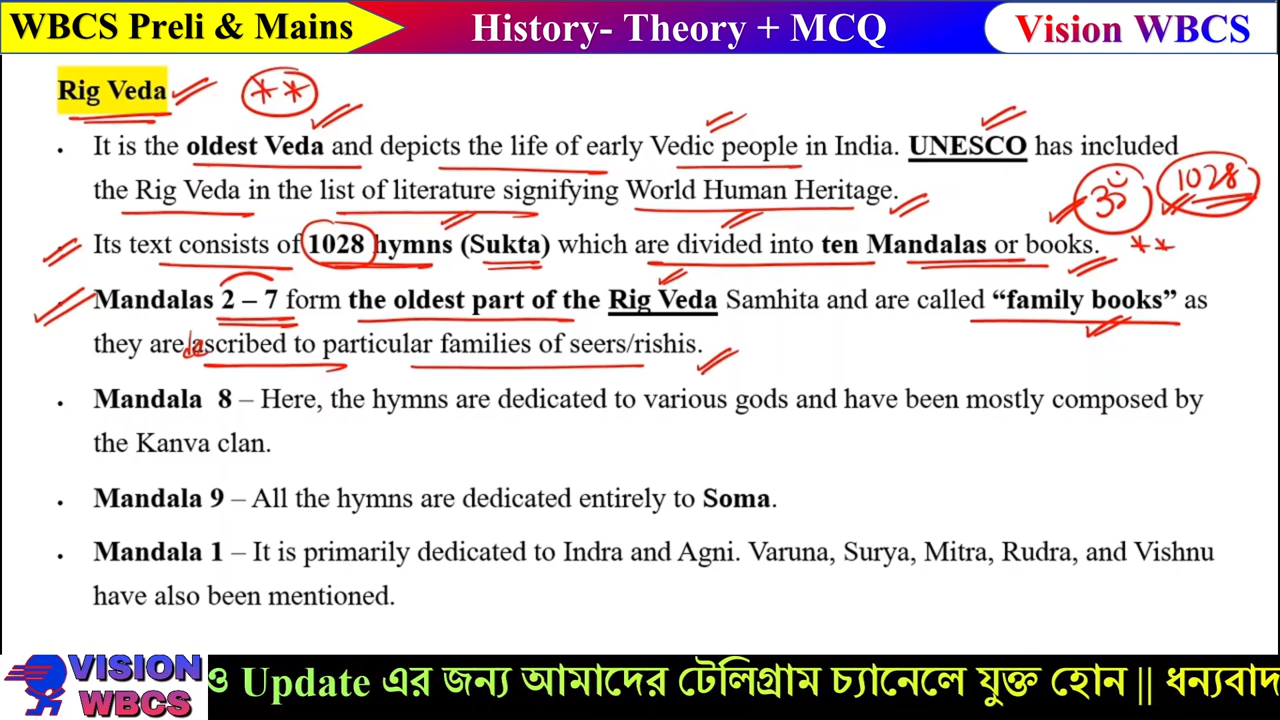 WBCS Preli & Mains
History- Theory + MCQ
Vision WBCS
Rig Veda
**
• It is the oldest Veda and depicts the life of early Vedic people in India. UNESCO has included
the Rig Veda in the list of literature signifying World Human Heritage.
ॐ 1028
• Its text consists of 1028 hymns (Sukta) which are divided into ten Mandalas or books. **
• Mandalas 2 – 7 form the oldest part of the Rig Veda Samhita and are called “family books” as
they are ascribed to particular families of seers/rishis.
• Mandala 8 – Here, the hymns are dedicated to various gods and have been mostly composed by
the Kanva clan.
• Mandala 9 – All the hymns are dedicated entirely to Soma.
• Mandala 1 – It is primarily dedicated to Indra and Agni. Varuna, Surya, Mitra, Rudra, and Vishnu
have also been mentioned.
VISION
WBCS
ও Update এর জন্য আমাদের টেলিগ্রাম চ্যানেলে যুক্ত হোন || ধন্যবাদ